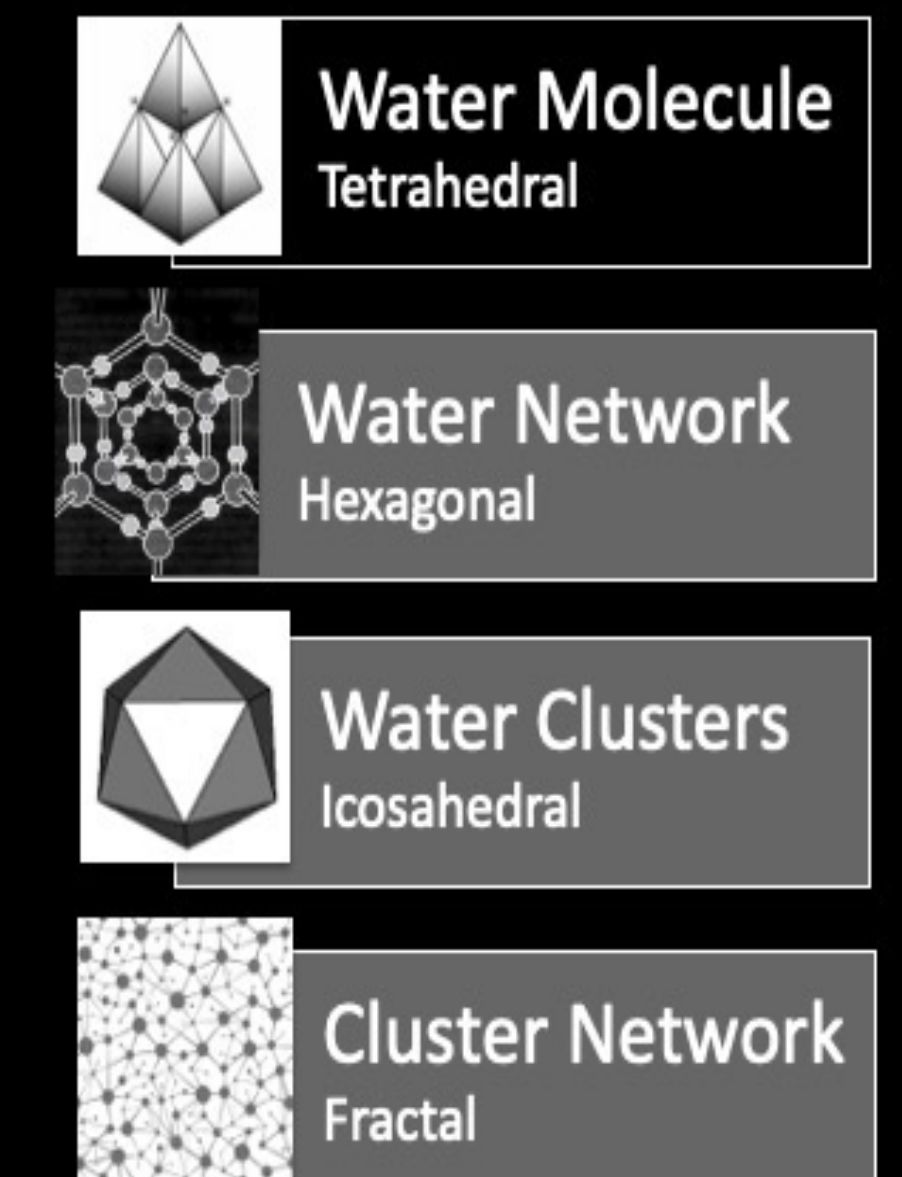 Water Molecule
Tetrahedral
Water Network
Hexagonal
Water Clusters
Icosahedral
Cluster Network
Fractal